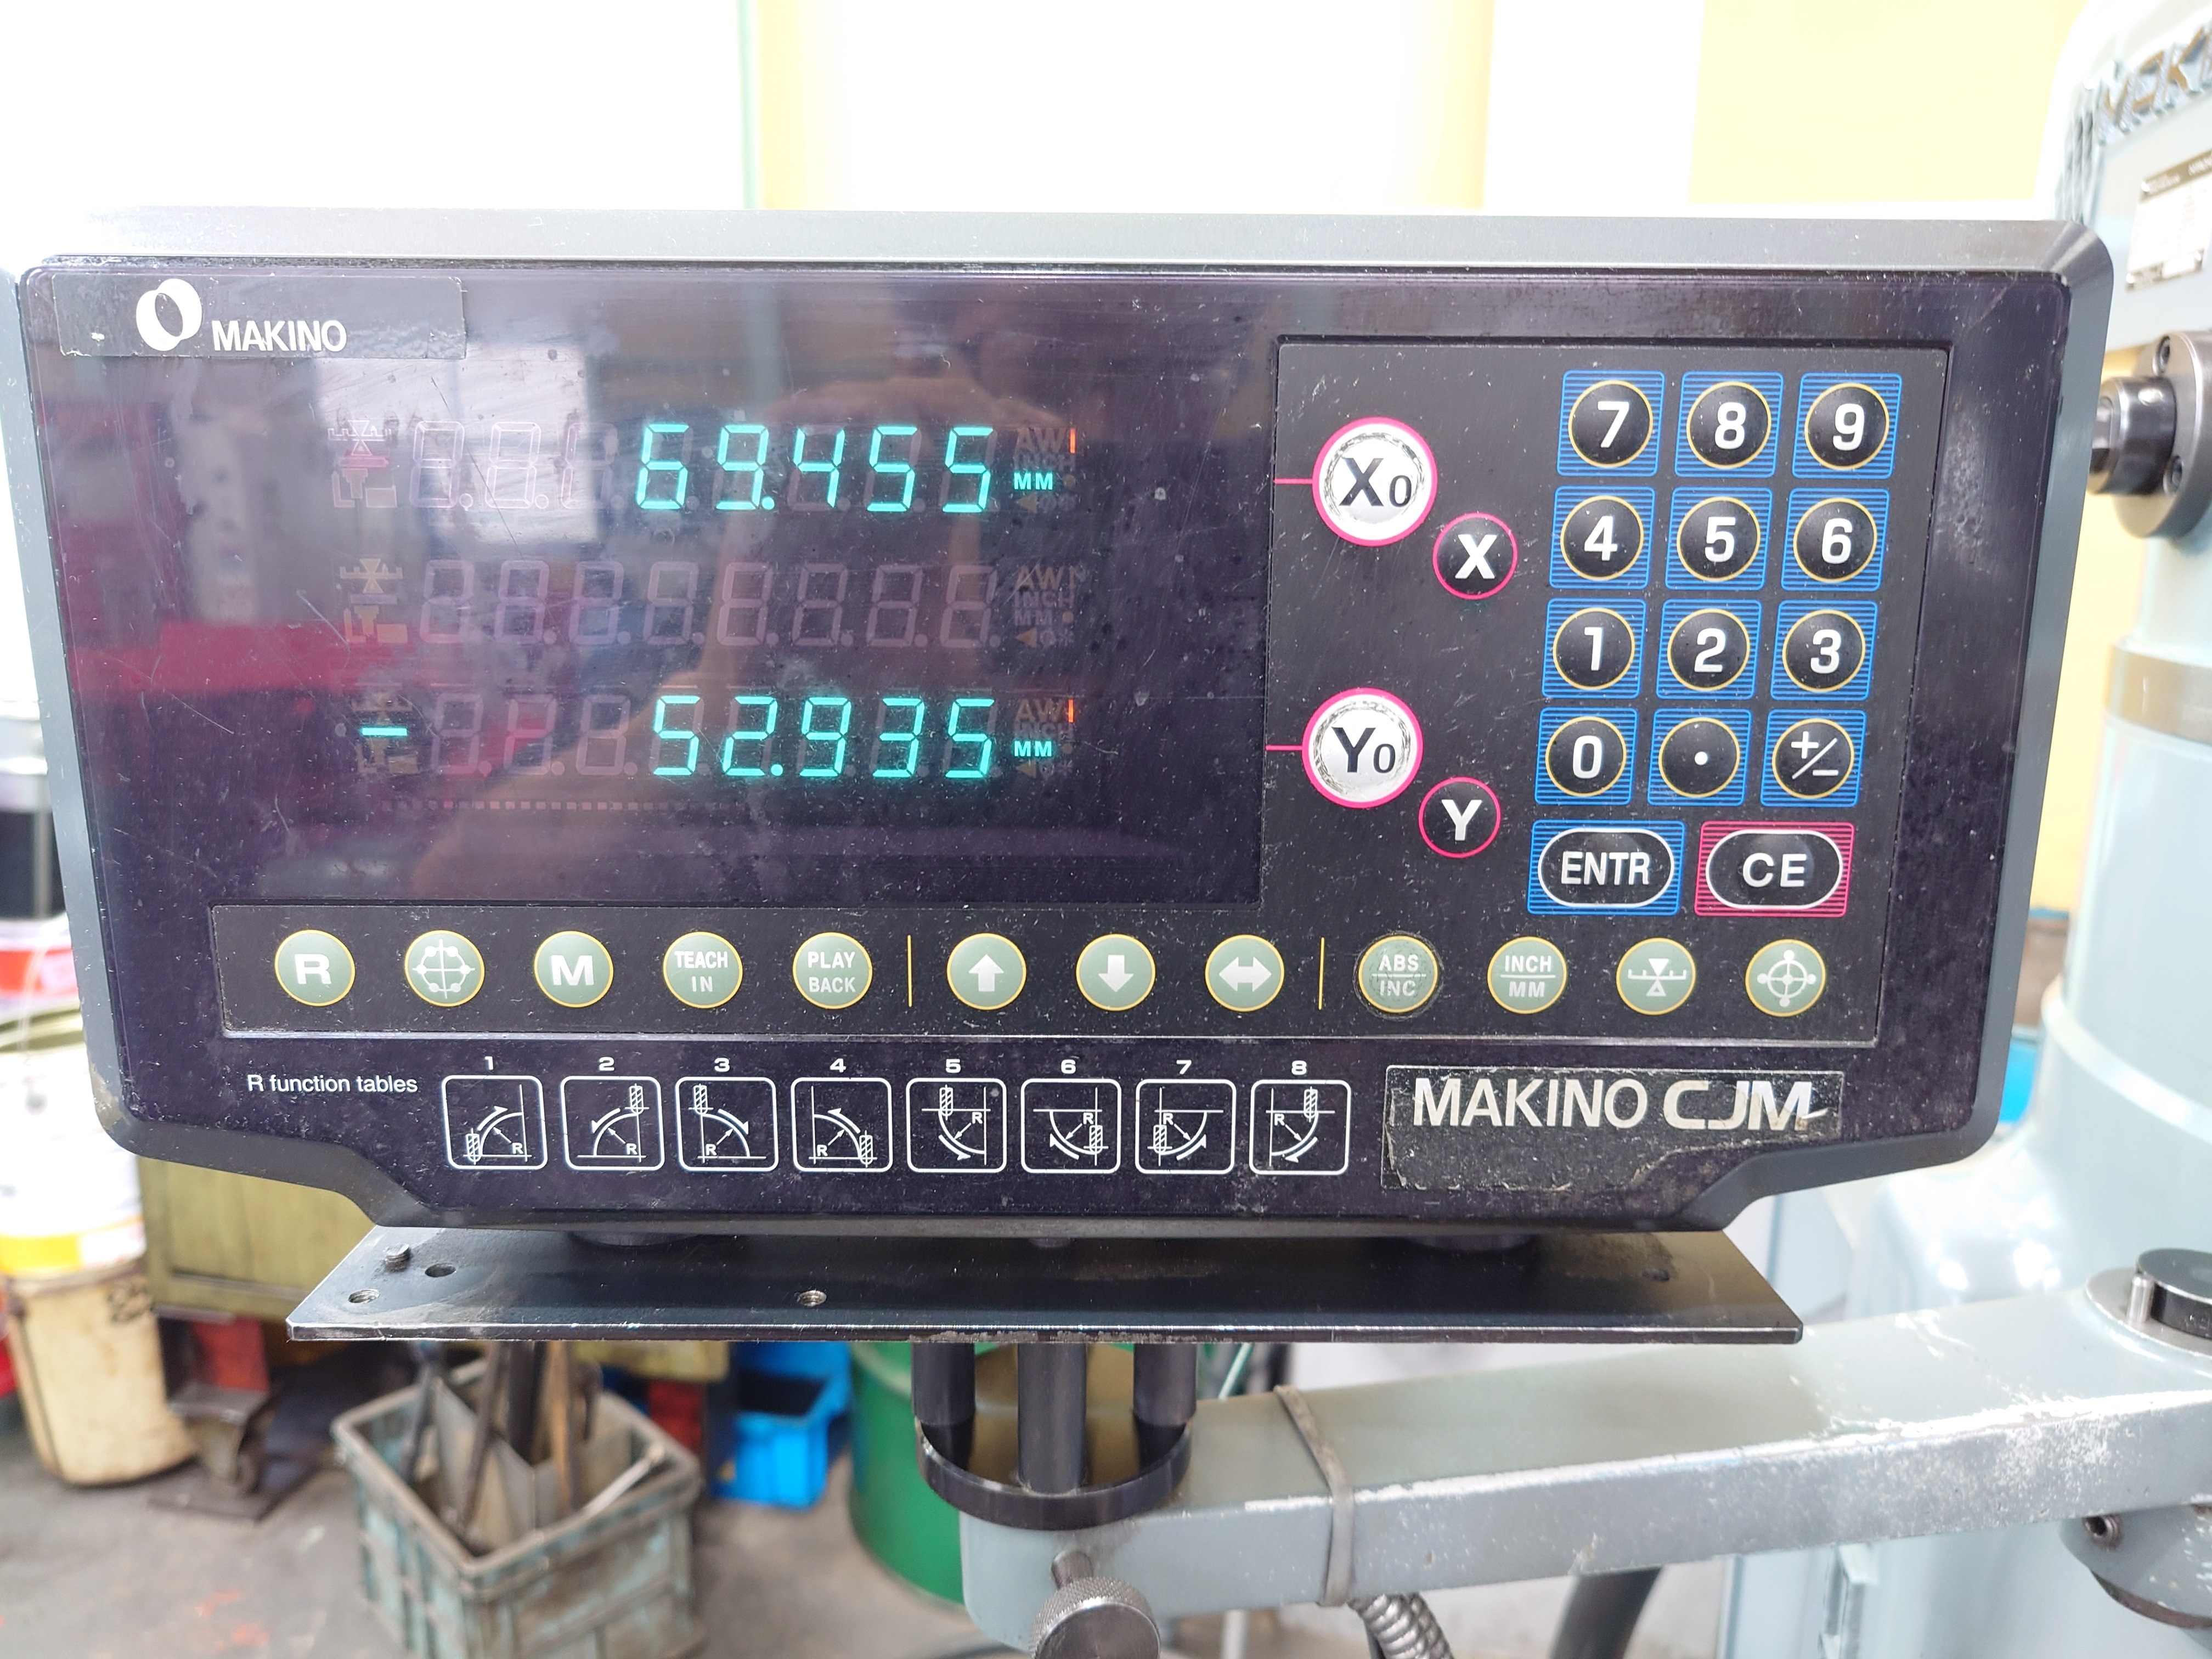 MAKINO
69.455 MM
- 52.935 MM
X0
X
Y0
Y
7 8 9
4 5 6
1 2 3
0 . +/-
ENTR CE
R M TEACH IN PLAY BACK ABS INC INCH MM
R function tables
1 2 3 4 5 6 7 8
R R R R R R R R
MAKINO CJM